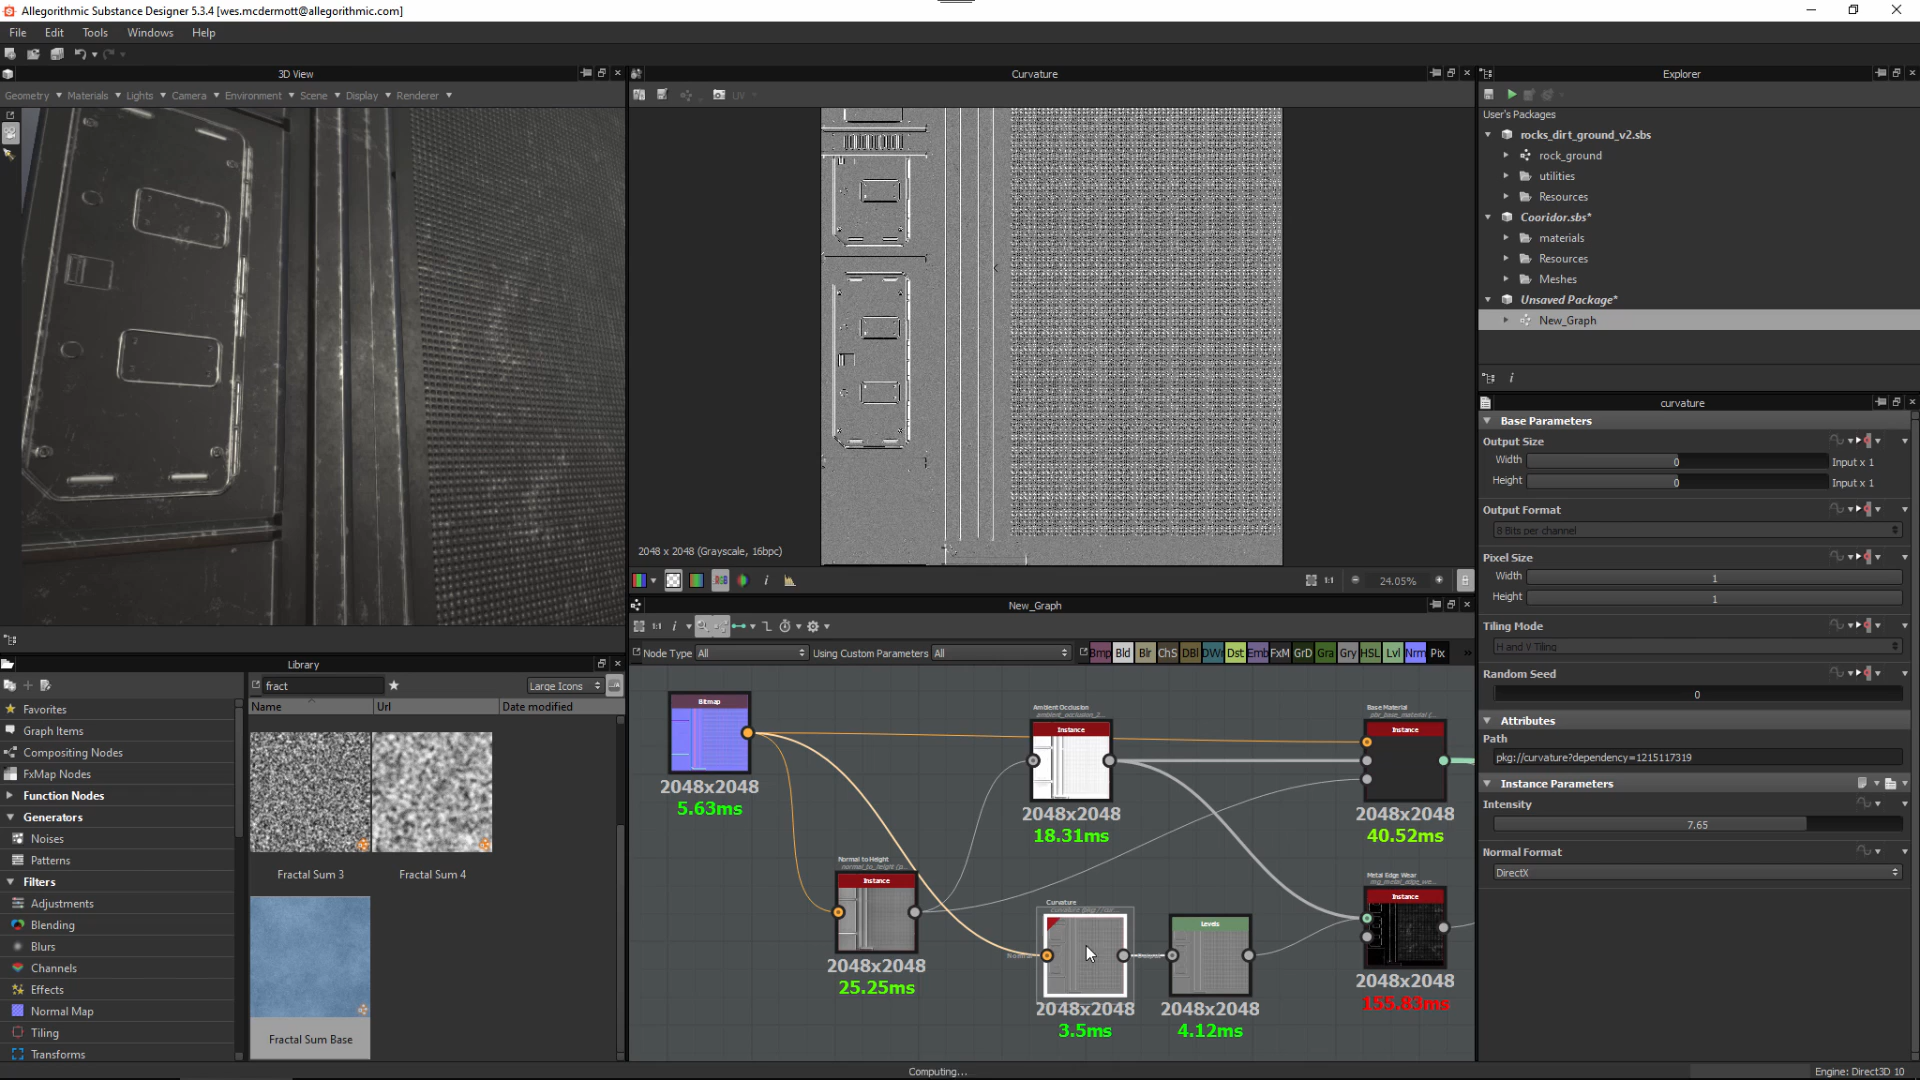 Allegorithmic Substance Designer 5.3.4 [wes.mcdermott@allegorithmic.com]
File Edit Tools Windows Help
3D View
Geometry Materials Lights Camera Environment Scene Display Renderer
Curvature
UV
2048 x 2048 (Grayscale, 16bpc)
1:1
24.05%
Explorer
User's Packages
rocks_dirt_ground_v2.sbs
rock_ground
utilities
Resources
Cooridor.sbs*
materials
Resources
Meshes
Unsaved Package*
New_Graph
curvature
Base Parameters
Output Size
Width 0 Input x 1
Height 0 Input x 1
Output Format
8 Bits per channel
Pixel Size
Width 1
Height 1
Tiling Mode
H and V Tiling
Random Seed
0
Attributes
Path
pkg://curvature?dependency=1215117319
Instance Parameters
Intensity
7.65
Normal Format
DirectX
Library
fract
Large Icons
Name Url Date modified
Favorites
Graph Items
Compositing Nodes
FxMap Nodes
Function Nodes
Generators
Noises
Patterns
Filters
Adjustments
Blending
Blurs
Channels
Effects
Normal Map
Tiling
Transforms
Fractal Sum 3
Fractal Sum 4
Fractal Sum Base
New_Graph
1:1
Node Type All Using Custom Parameters All
Bmp Bld Blr ChS DBl DWr Dst Emb FxM GrD Gra Gry HSL Lvl Nrm Pix
Bitmap
2048x2048
5.63ms
Normal to Height
Instance
2048x2048
25.25ms
Ambient Occlusion
Instance
2048x2048
18.31ms
Curvature
2048x2048
3.5ms
Levels
2048x2048
4.12ms
Base Material
Instance
2048x2048
40.52ms
Metal Edge Wear
Instance
2048x2048
155.83ms
Computing...
Engine: Direct3D 10